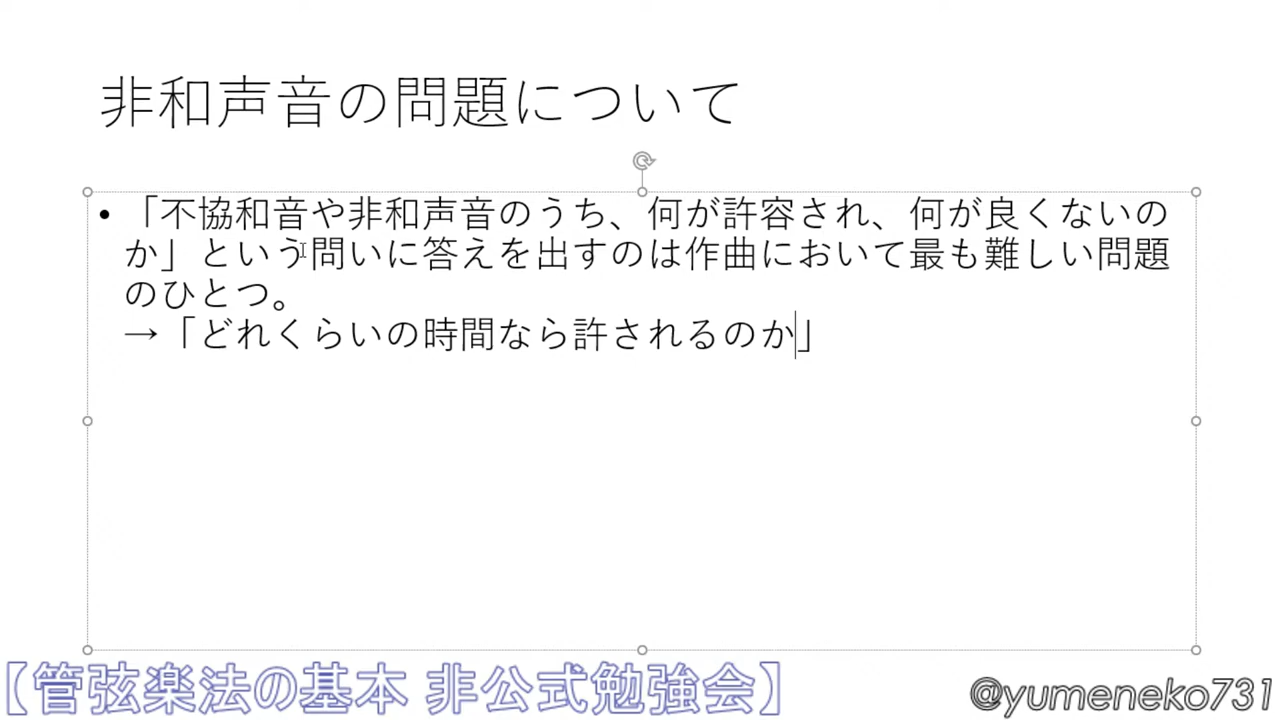 非和声音の問題について
• 「不協和音や非和声音のうち、何が許容され、何が良くないの
か」という問いに答えを出すのは作曲において最も難しい問題
のひとつ。
→「どれくらいの時間なら許されるのか」
【管弦楽法の基本 非公式勉強会】
@yumeneko731